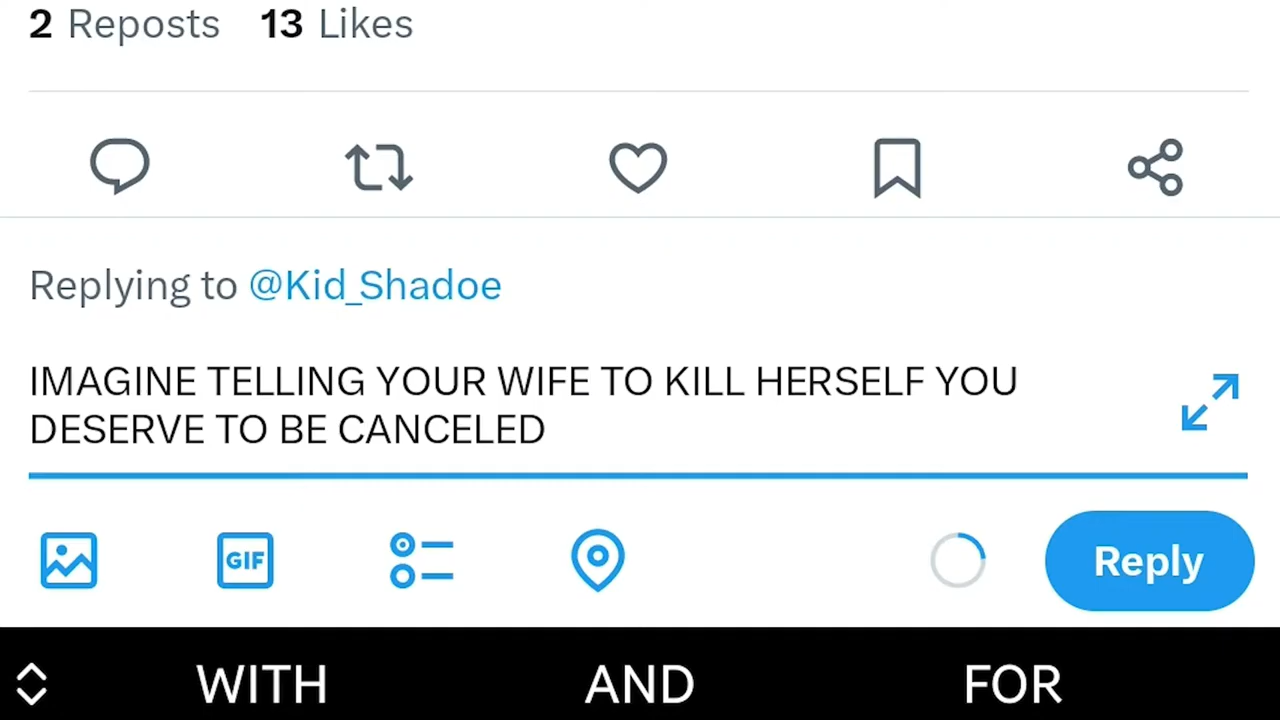 2 Reposts 13 Likes
Replying to @Kid_Shadoe
IMAGINE TELLING YOUR WIFE TO KILL HERSELF YOU
DESERVE TO BE CANCELED
GIF
Reply
WITH AND FOR